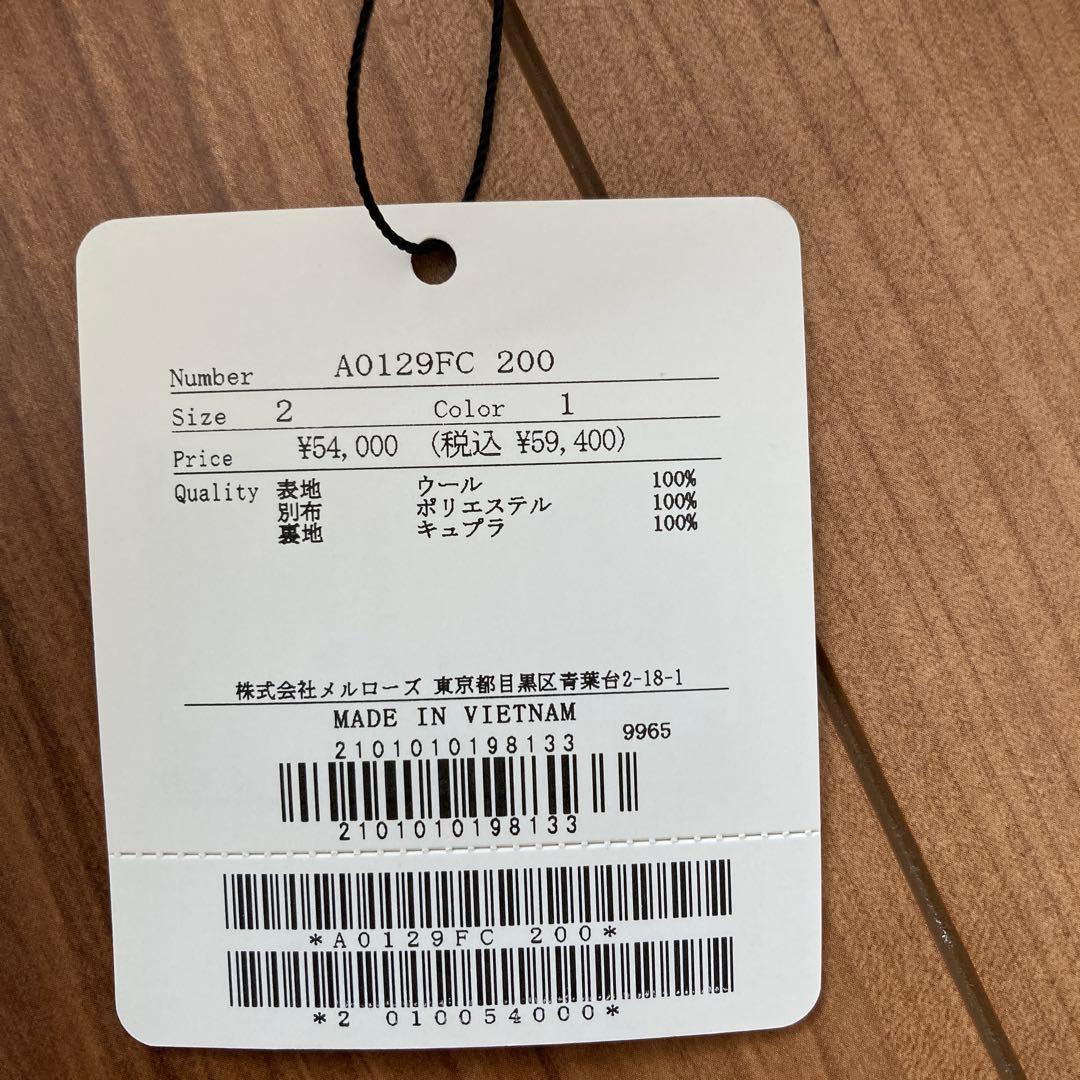 Number A0129FC 200
Size 2 Color 1
Price ¥54,000 (税込 ¥59,400)
Quality 表地 ウール 100%
別布 ポリエステル 100%
裏地 キュプラ 100%
株式会社メルローズ 東京都目黒区青葉台2-18-1
MADE IN VIETNAM
2101010198133 9965
2101010198133
*A0129FC 200*
*2 010054000*